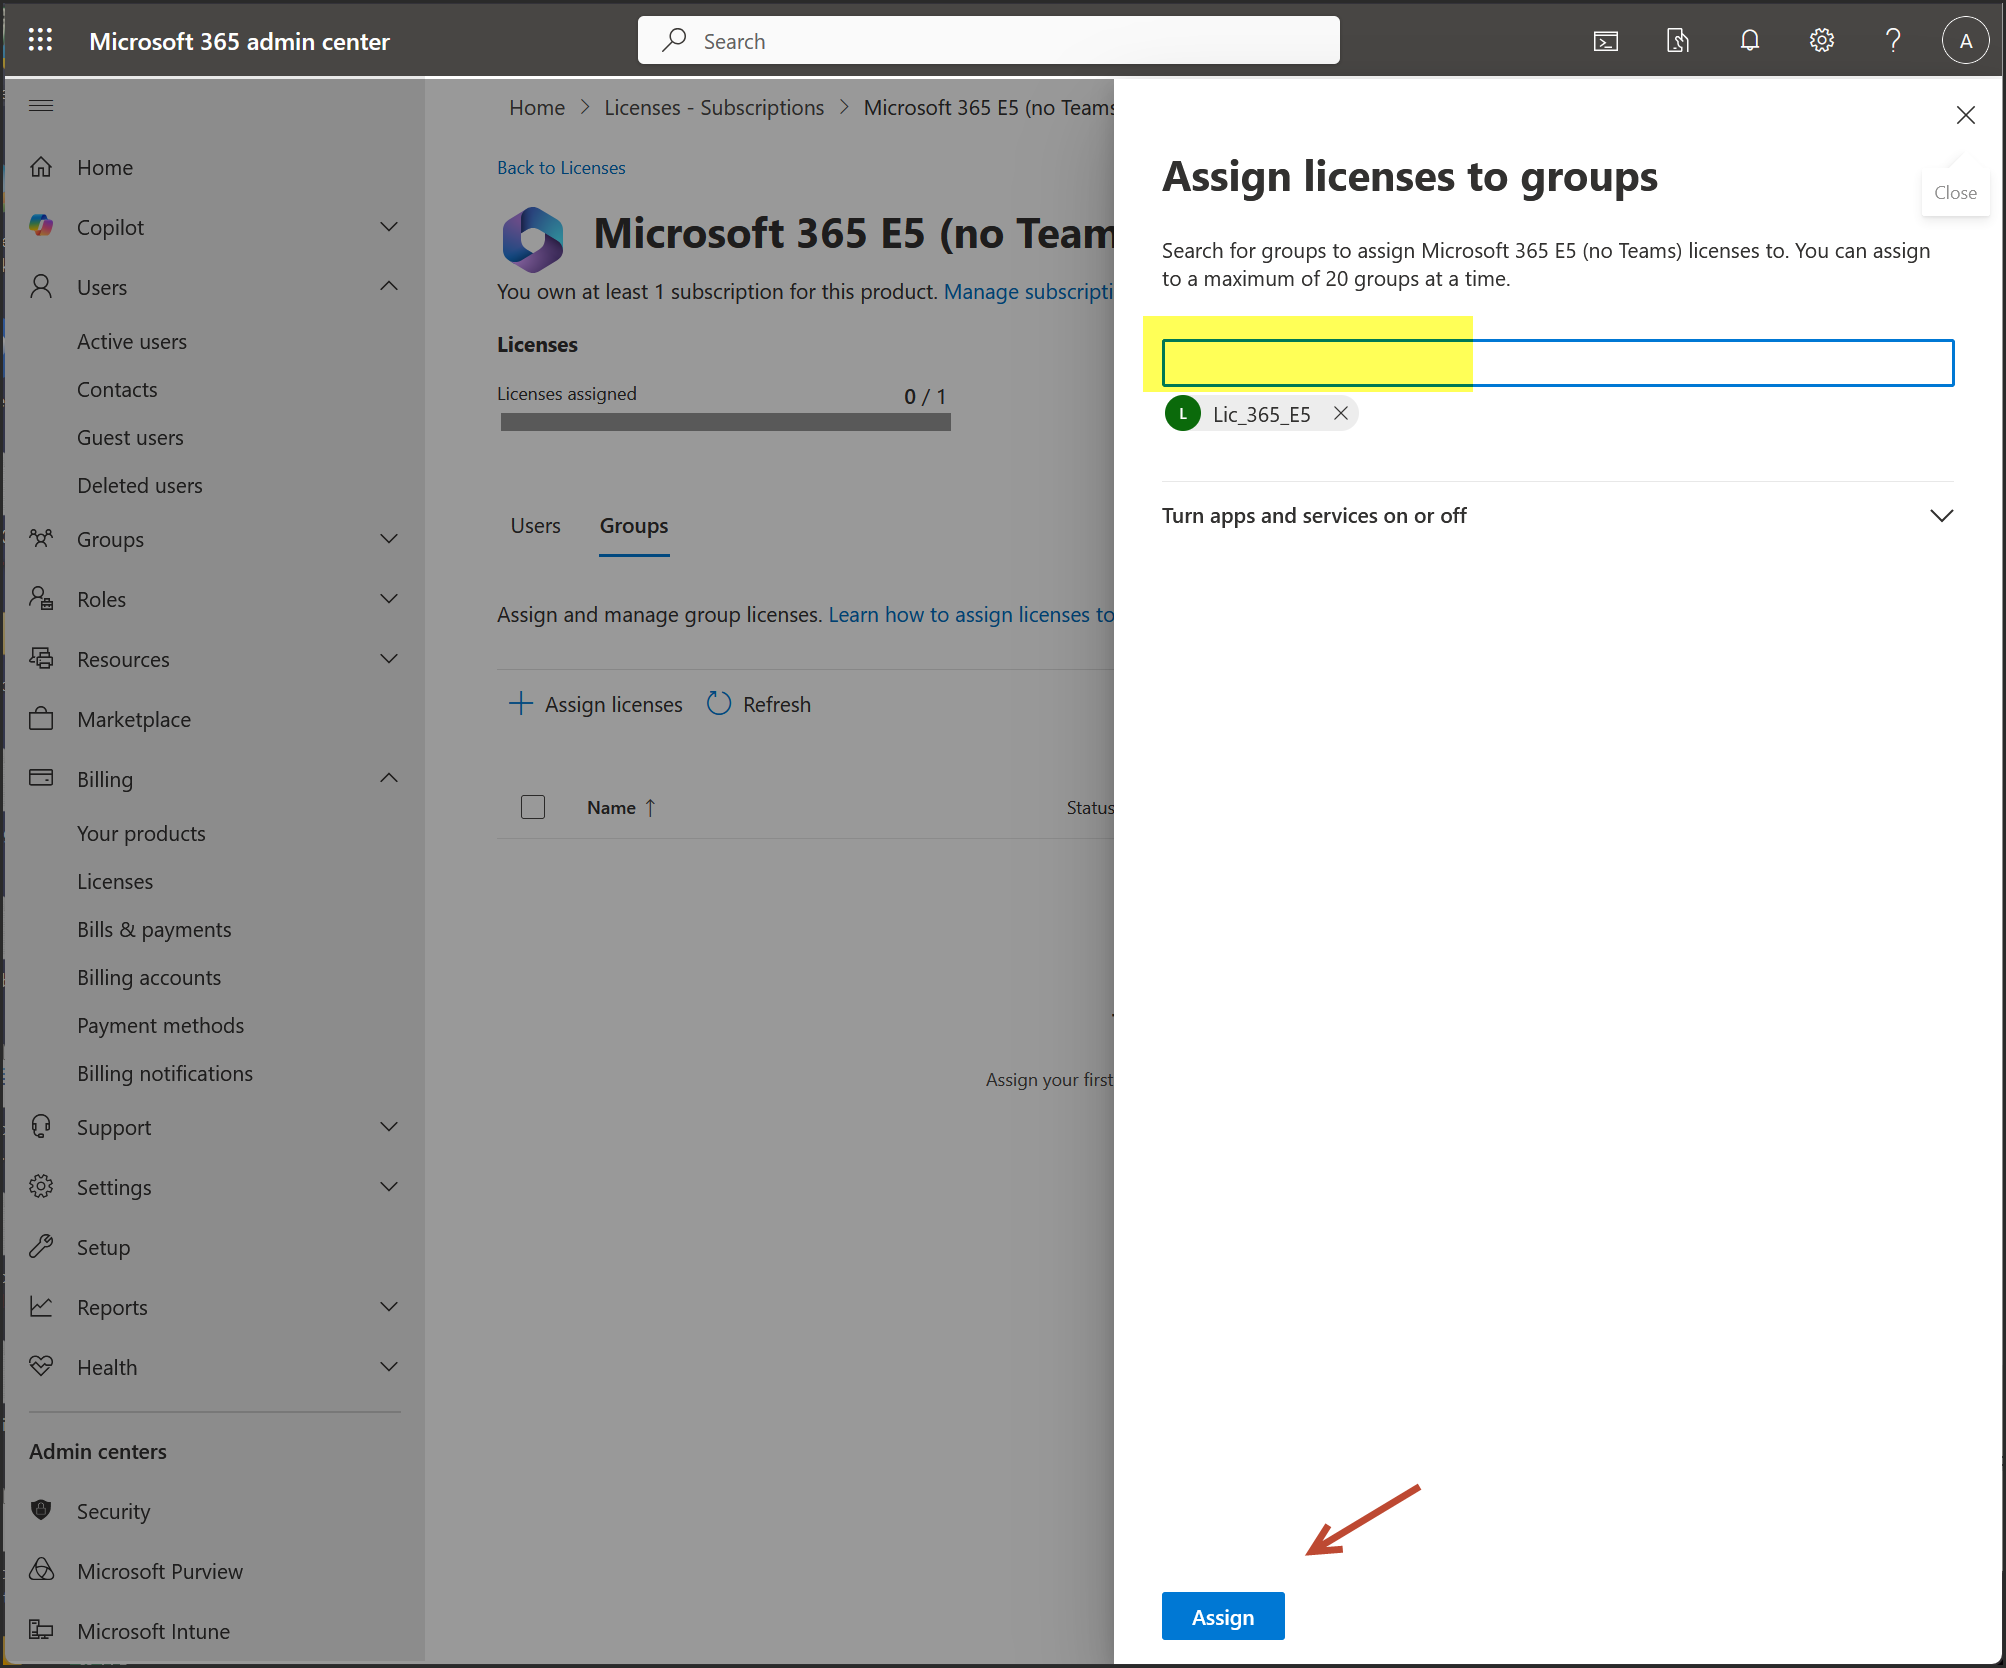 Microsoft 365 admin center
Search
A
Home
Copilot
Users
Active users
Contacts
Guest users
Deleted users
Groups
Roles
Resources
Marketplace
Billing
Your products
Licenses
Bills & payments
Billing accounts
Payment methods
Billing notifications
Support
Settings
Setup
Reports
Health
Admin centers
Security
Microsoft Purview
Microsoft Intune
Home > Licenses - Subscriptions > Microsoft 365 E5 (no Teams
Back to Licenses
Microsoft 365 E5 (no Team
You own at least 1 subscription for this product. Manage subscripti
Licenses
Licenses assigned 0 / 1
Users Groups
Assign and manage group licenses. Learn how to assign licenses to
Assign licenses Refresh
Name ↑ Status
Assign your first
Assign licenses to groups
Close
Search for groups to assign Microsoft 365 E5 (no Teams) licenses to. You can assign
to a maximum of 20 groups at a time.
L Lic_365_E5
Turn apps and services on or off
Assign